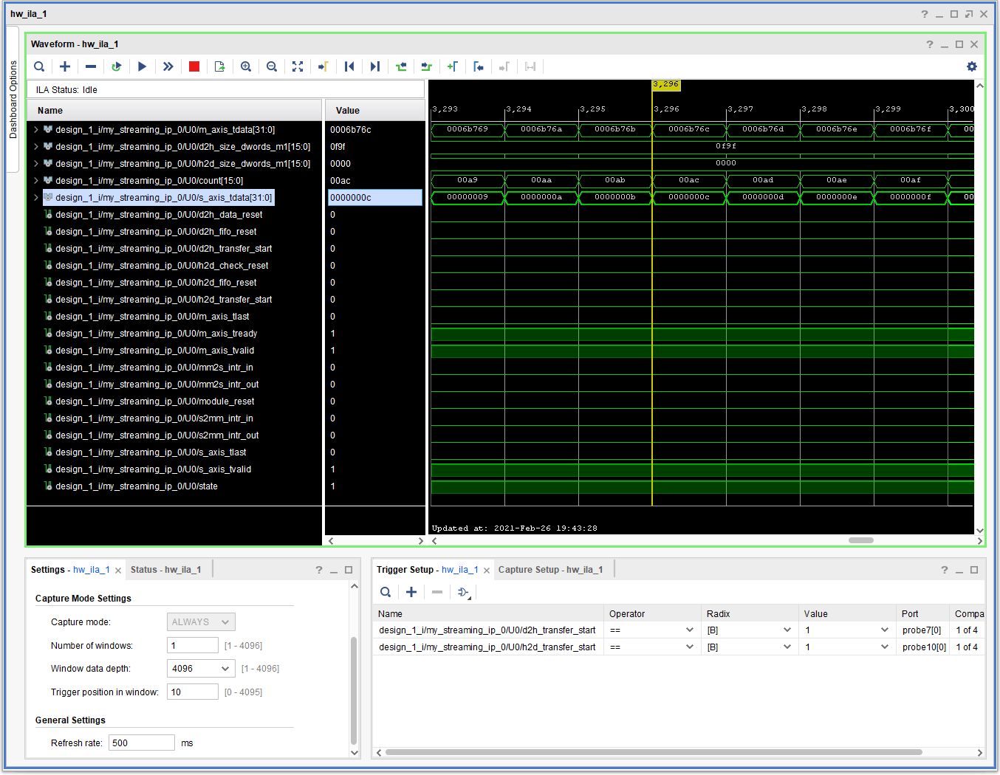 hw_ila_1
Dashboard Options
Waveform - hw_ila_1
ILA Status: Idle
Name Value
3,296
3,293 3,294 3,295 3,296 3,297 3,298 3,299 3,300
design_1_i/my_streaming_ip_0/U0/m_axis_tdata[31:0] 0006b76c 0006b769 0006b76a 0006b76b 0006b76c 0006b76d 0006b76e 0006b76f 00
design_1_i/my_streaming_ip_0/U0/d2h_size_dwords_m1[15:0] 0f9f 0f9f
design_1_i/my_streaming_ip_0/U0/h2d_size_dwords_m1[15:0] 0000 0000
design_1_i/my_streaming_ip_0/U0/count[15:0] 00ac 00a9 00aa 00ab 00ac 00ad 00ae 00af
design_1_i/my_streaming_ip_0/U0/s_axis_tdata[31:0] 0000000c 00000009 0000000a 0000000b 0000000c 0000000d 0000000e 0000000f 00
design_1_i/my_streaming_ip_0/U0/d2h_data_reset 0
design_1_i/my_streaming_ip_0/U0/d2h_fifo_reset 0
design_1_i/my_streaming_ip_0/U0/d2h_transfer_start 0
design_1_i/my_streaming_ip_0/U0/h2d_check_reset 0
design_1_i/my_streaming_ip_0/U0/h2d_fifo_reset 0
design_1_i/my_streaming_ip_0/U0/h2d_transfer_start 0
design_1_i/my_streaming_ip_0/U0/m_axis_tlast 0
design_1_i/my_streaming_ip_0/U0/m_axis_tready 1
design_1_i/my_streaming_ip_0/U0/m_axis_tvalid 1
design_1_i/my_streaming_ip_0/U0/mm2s_intr_in 0
design_1_i/my_streaming_ip_0/U0/mm2s_intr_out 0
design_1_i/my_streaming_ip_0/U0/module_reset 0
design_1_i/my_streaming_ip_0/U0/s2mm_intr_in 0
design_1_i/my_streaming_ip_0/U0/s2mm_intr_out 0
design_1_i/my_streaming_ip_0/U0/s_axis_tlast 0
design_1_i/my_streaming_ip_0/U0/s_axis_tvalid 1
design_1_i/my_streaming_ip_0/U0/state 1
Updated at: 2021-Feb-26 19:43:28
Settings - hw_ila_1 Status - hw_ila_1
Capture Mode Settings
Capture mode: ALWAYS
Number of windows: 1 [1 - 4096]
Window data depth: 4096 [1 - 4096]
Trigger position in window: 10 [0 - 4095]
General Settings
Refresh rate: 500 ms
Trigger Setup - hw_ila_1 Capture Setup - hw_ila_1
Name Operator Radix Value Port Compa
design_1_i/my_streaming_ip_0/U0/d2h_transfer_start == [B] 1 probe7[0] 1 of 4
design_1_i/my_streaming_ip_0/U0/h2d_transfer_start == [B] 1 probe10[0] 1 of 4